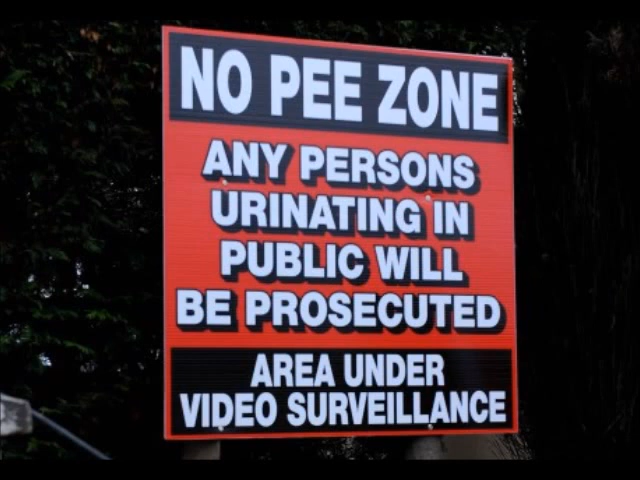 NO PEE ZONE
ANY PERSONS
URINATING IN
PUBLIC WILL
BE PROSECUTED
AREA UNDER
VIDEO SURVEILLANCE